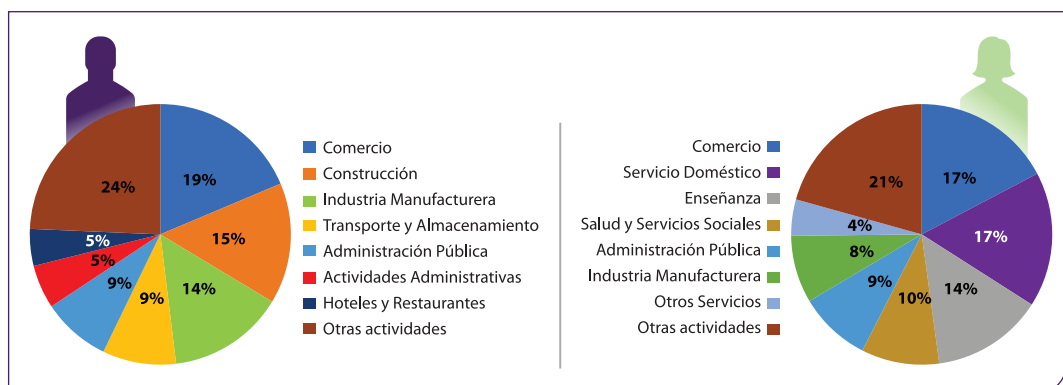 19%
15%
14%
9%
9%
5%
5%
24%
Comercio
Construcción
Industria Manufacturera
Transporte y Almacenamiento
Administración Pública
Actividades Administrativas
Hoteles y Restaurantes
Otras actividades
Comercio
Servicio Doméstico
Enseñanza
Salud y Servicios Sociales
Administración Pública
Industria Manufacturera
Otros Servicios
Otras actividades
17%
17%
14%
10%
9%
8%
4%
21%